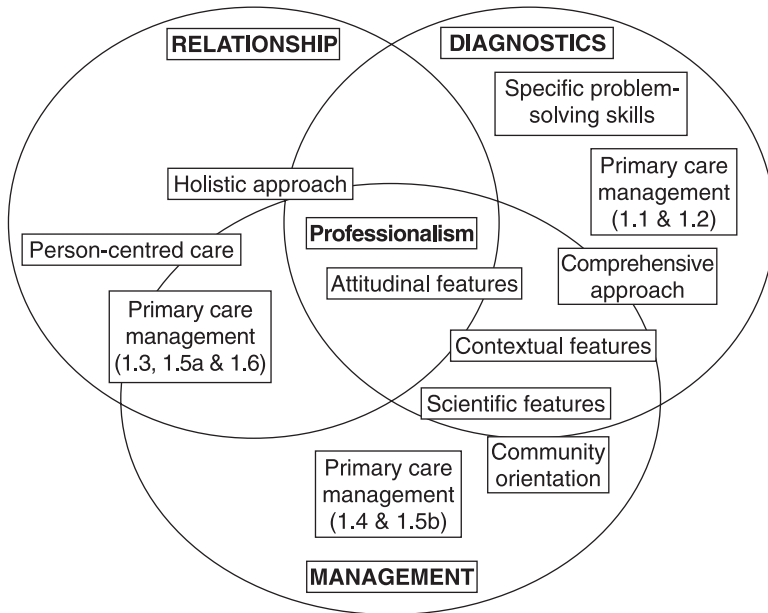 RELATIONSHIP
DIAGNOSTICS
Specific problem-
solving skills
Primary care
management
(1.1 & 1.2)
Holistic approach
Professionalism
Person-centred care
Comprehensive
approach
Attitudinal features
Primary care
management
(1.3, 1.5a & 1.6)
Contextual features
Scientific features
Community
orientation
Primary care
management
(1.4 & 1.5b)
MANAGEMENT